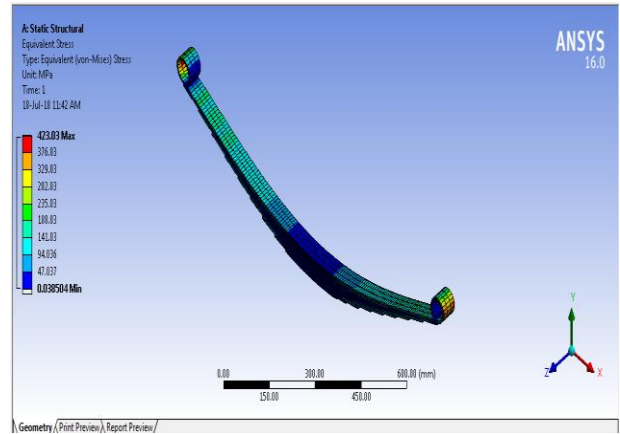 A: Static Structural
Equivalent Stress
Type: Equivalent (von-Mises) Stress
Unit: MPa
Time: 1
18-Jul-18 11:42 AM
423.03 Max
376.03
329.03
282.03
235.03
188.03
141.03
94.036
47.037
0.038504 Min
ANSYS
16.0
0.00
300.00
600.00 (mm)
150.00
450.00
Y
Z
X
Geometry / Print Preview / Report Preview /